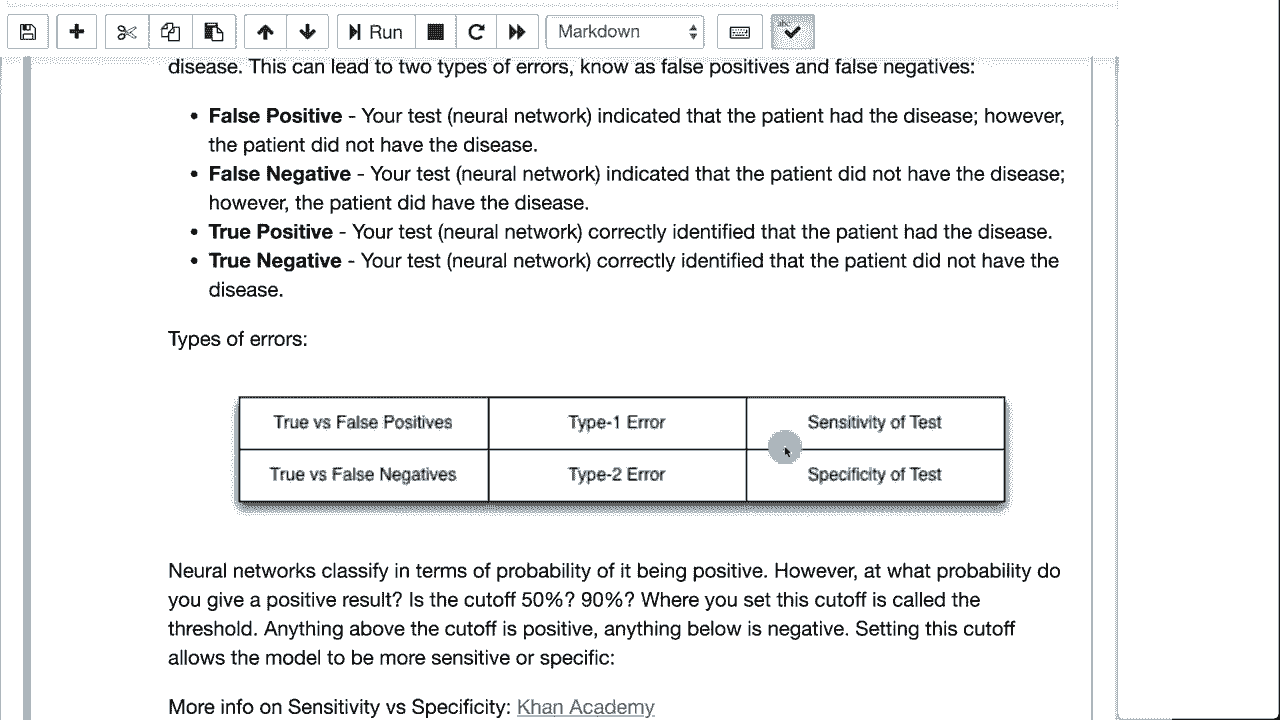 Run
Markdown
disease. This can lead to two types of errors, know as false positives and false negatives:
• False Positive - Your test (neural network) indicated that the patient had the disease; however,
the patient did not have the disease.
• False Negative - Your test (neural network) indicated that the patient did not have the disease;
however, the patient did have the disease.
• True Positive - Your test (neural network) correctly identified that the patient had the disease.
• True Negative - Your test (neural network) correctly identified that the patient did not have the
disease.
Types of errors:
True vs False Positives Type-1 Error Sensitivity of Test
True vs False Negatives Type-2 Error Specificity of Test
Neural networks classify in terms of probability of it being positive. However, at what probability do
you give a positive result? Is the cutoff 50%? 90%? Where you set this cutoff is called the
threshold. Anything above the cutoff is positive, anything below is negative. Setting this cutoff
allows the model to be more sensitive or specific:
More info on Sensitivity vs Specificity: Khan Academy